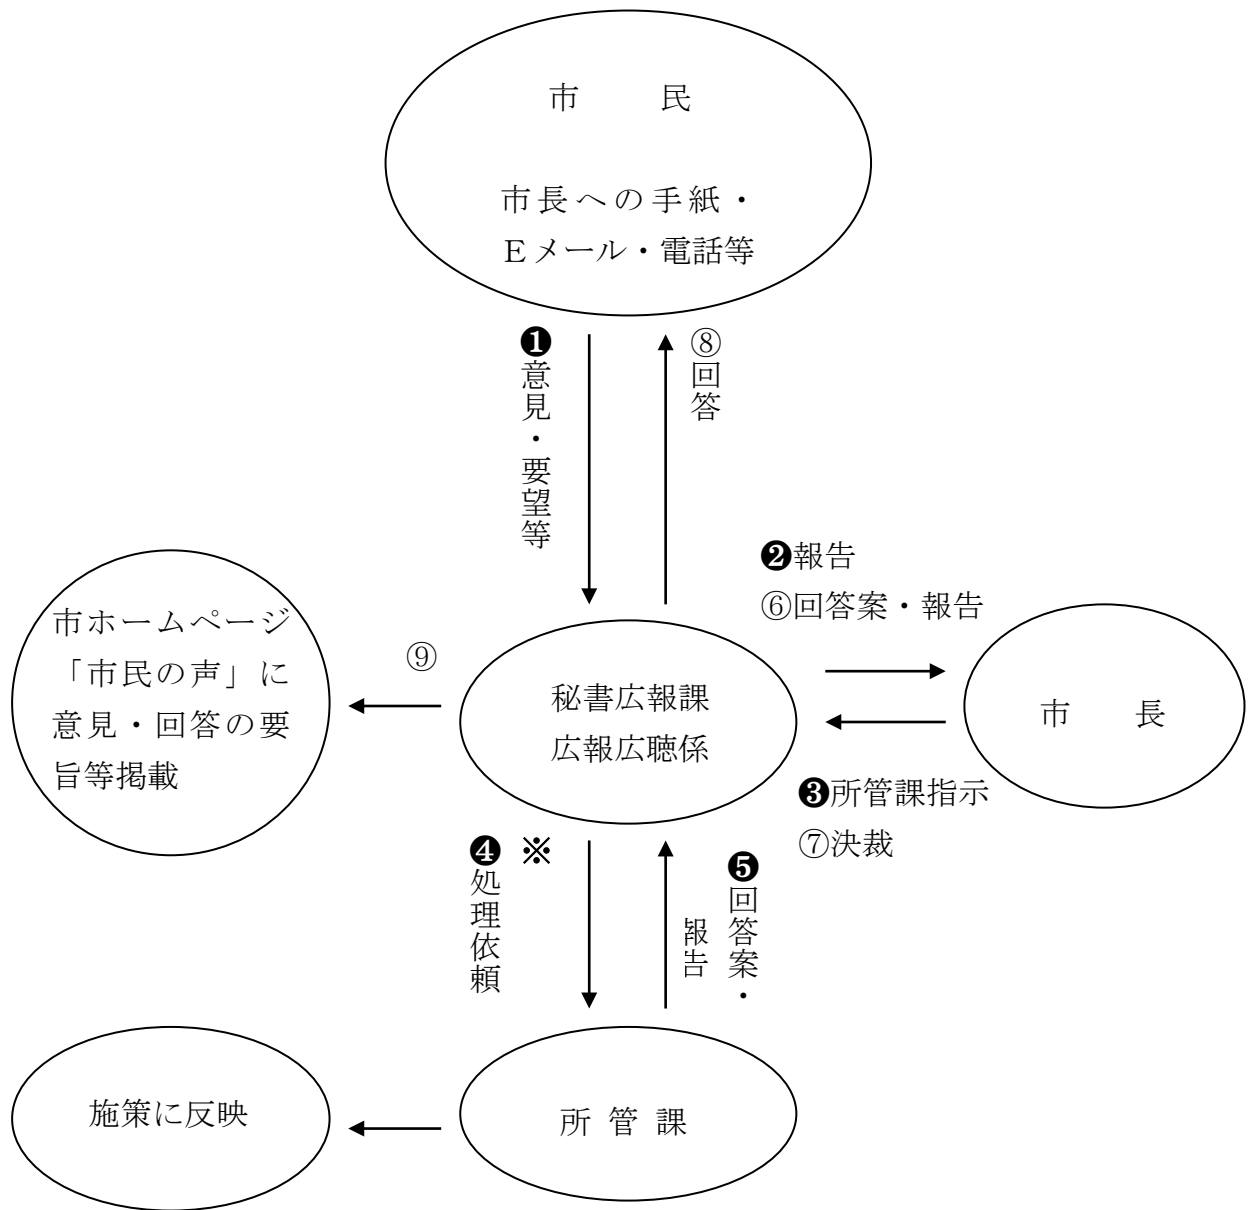 市　　民
市長への手紙・
Ｅメール・電話等
❶意見・要望等
⑧回答
❷報告
⑥回答案・報告
市ホームページ
「市民の声」に
意見・回答の要
旨等掲載
⑨
秘書広報課
広報広聴係
市　　長
❸所管課指示
⑦決裁
❹処理依頼
※
❺回答案・
報告
施策に反映
所 管 課